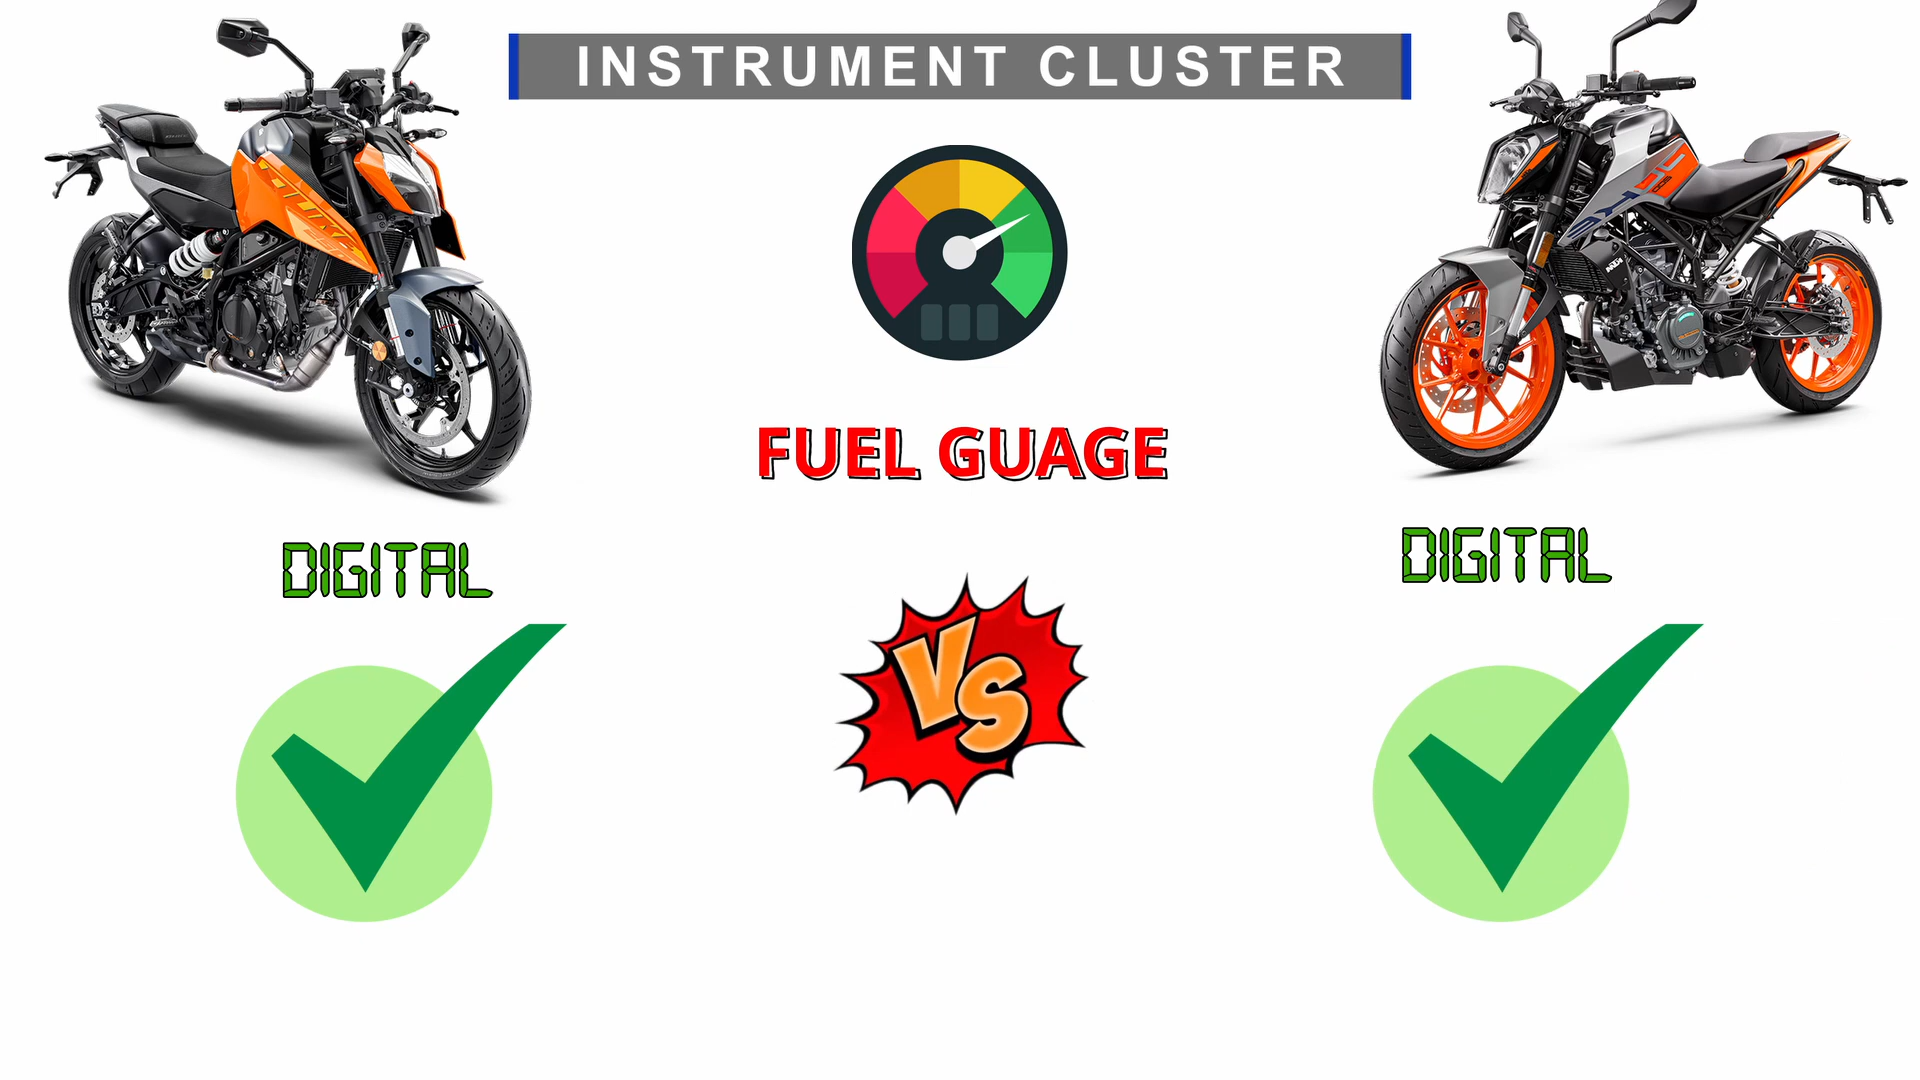 INSTRUMENT CLUSTER
FUEL GUAGE
DIGITAL
DIGITAL
VS